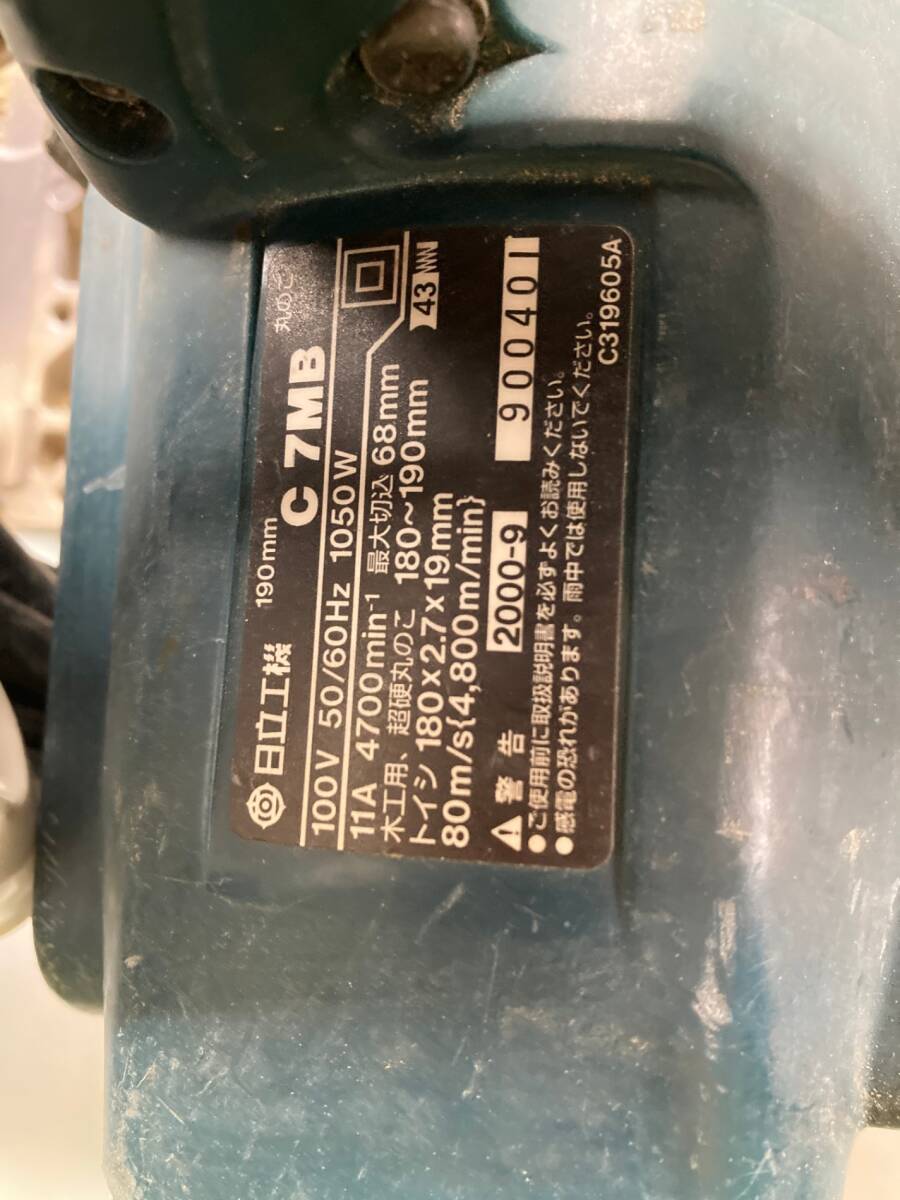 日立工機 190mm C 7MB 丸のこ
100V 50/60Hz 1050W
11A 4700min⁻¹ 最大切込 68mm
木工用、超硬丸のこ 180～190mm
トイシ 180×2.7×19mm
80m/s{4,800m/min}
43
警告 2000-9 900401
●ご使用前に取扱説明書を必ずよくお読みください。
●感電の恐れがあります。雨中では使用しないでください。
C319605A